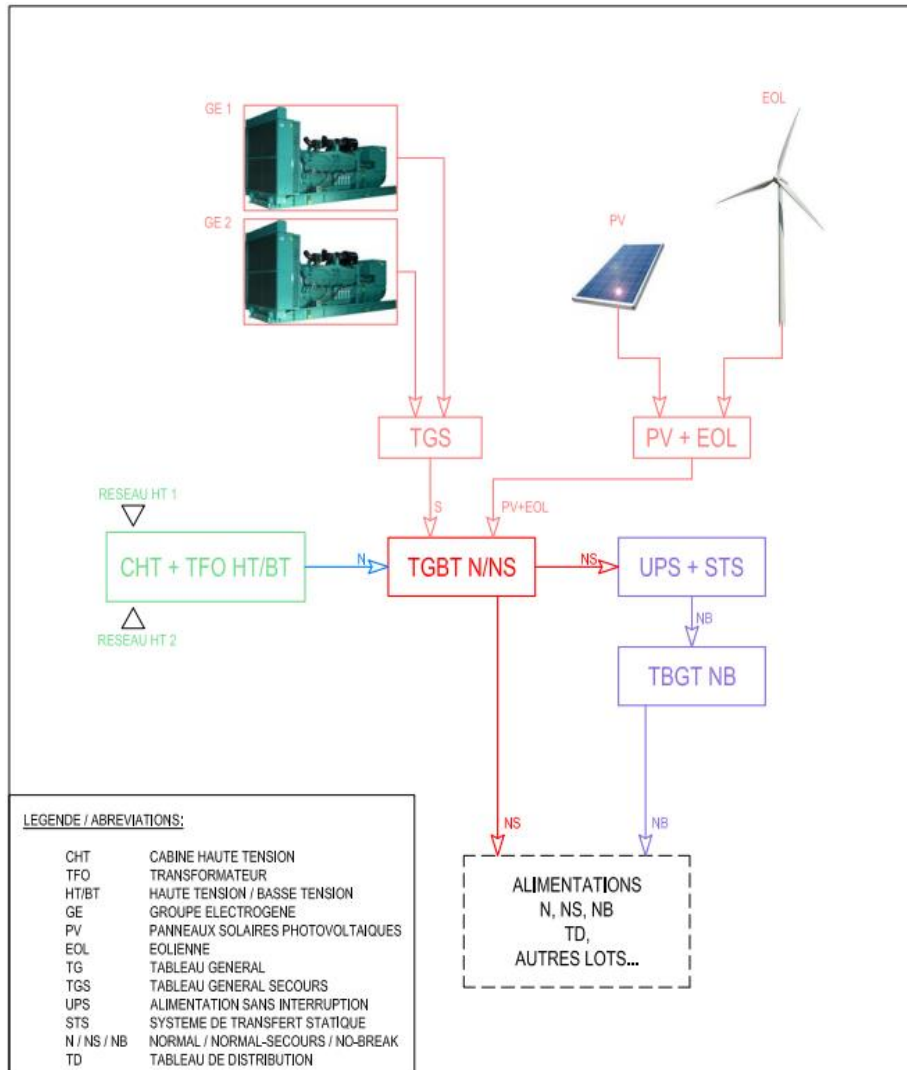 GE 1
EOL
GE 2
PV
TGS
PV + EOL
RESEAU HT 1
S
PV+EOL
CHT + TFO HT/BT
N
TGBT N/NS
NS
UPS + STS
RESEAU HT 2
NB
TBGT NB
NS
NB
ALIMENTATIONS
N, NS, NB
TD,
AUTRES LOTS...
LEGENDE / ABREVIATIONS:
CHT CABINE HAUTE TENSION
TFO TRANSFORMATEUR
HT/BT HAUTE TENSION / BASSE TENSION
GE GROUPE ELECTROGENE
PV PANNEAUX SOLAIRES PHOTOVOLTAIQUES
EOL EOLIENNE
TG TABLEAU GENERAL
TGS TABLEAU GENERAL SECOURS
UPS ALIMENTATION SANS INTERRUPTION
STS SYSTEME DE TRANSFERT STATIQUE
N / NS / NB NORMAL / NORMAL-SECOURS / NO-BREAK
TD TABLEAU DE DISTRIBUTION